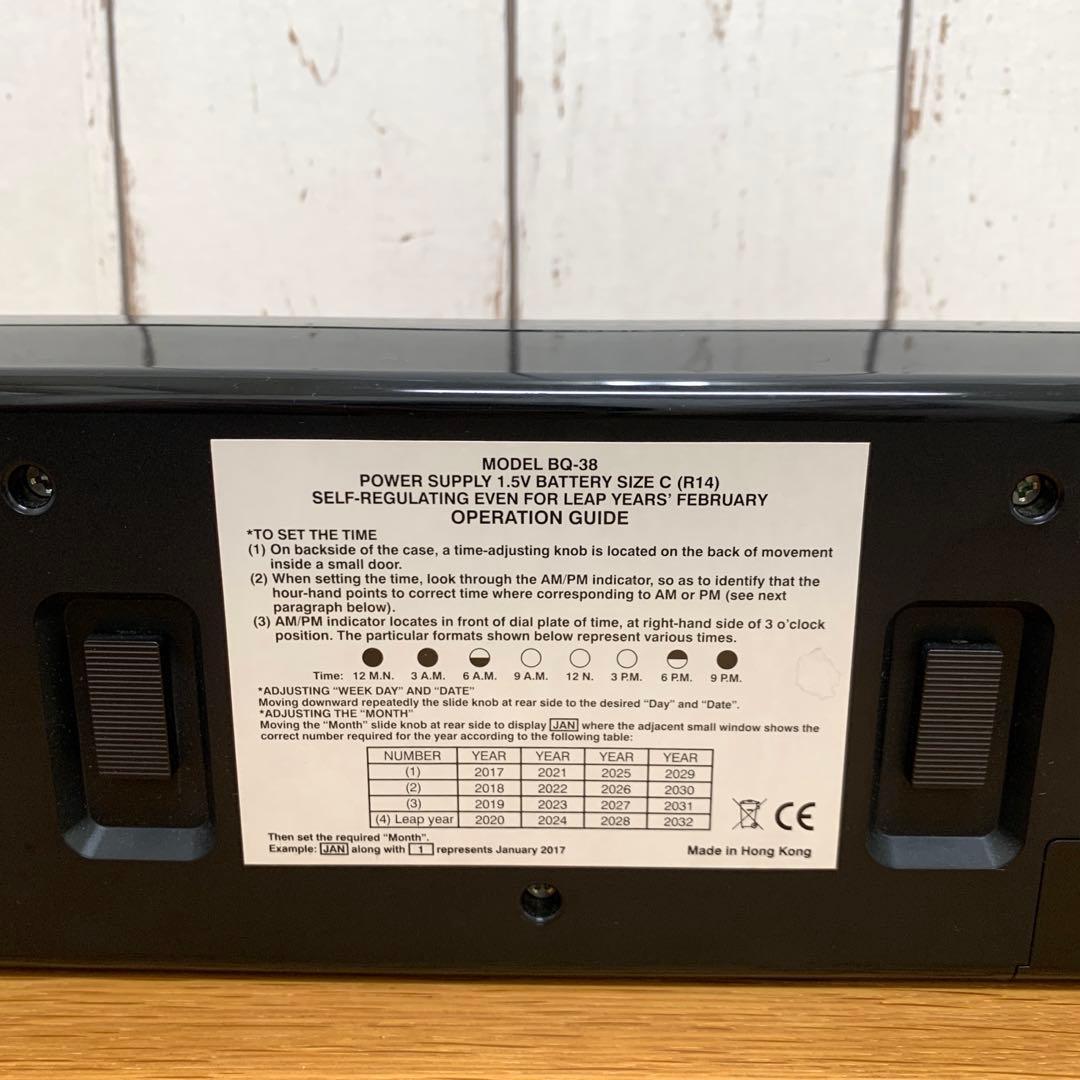 MODEL BQ-38
POWER SUPPLY 1.5V BATTERY SIZE C (R14)
SELF-REGULATING EVEN FOR LEAP YEARS' FEBRUARY
OPERATION GUIDE
*TO SET THE TIME
(1) On backside of the case, a time-adjusting knob is located on the back of movement
inside a small door.
(2) When setting the time, look through the AM/PM indicator, so as to identify that the
hour-hand points to correct time where corresponding to AM or PM (see next
paragraph below).
(3) AM/PM indicator locates in front of dial plate of time, at right-hand side of 3 o'clock
position. The particular formats shown below represent various times.
Time: 12 M.N. 3 A.M. 6 A.M. 9 A.M. 12 N. 3 P.M. 6 P.M. 9 P.M.
*ADJUSTING "WEEK DAY" AND "DATE"
Moving downward repeatedly the slide knob at rear side to the desired "Day" and "Date".
*ADJUSTING THE "MONTH"
Moving the "Month" slide knob at rear side to display JAN where the adjacent small window shows the
correct number required for the year according to the following table:
NUMBER YEAR YEAR YEAR YEAR
(1) 2017 2021 2025 2029
(2) 2018 2022 2026 2030
(3) 2019 2023 2027 2031
(4) Leap year 2020 2024 2028 2032
Then set the required "Month".
Example: JAN along with 1 represents January 2017
CE
Made in Hong Kong